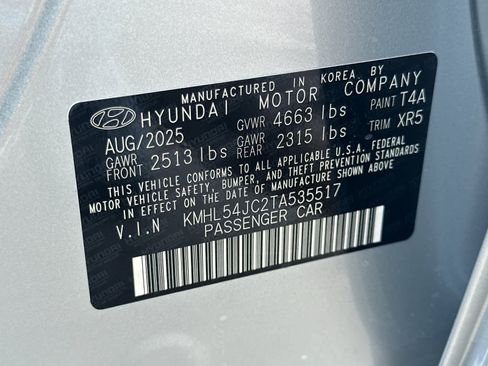 MANUFACTURED IN KOREA BY
HYUNDAI MOTOR COMPANY
AUG/2025 GVWR 4663 lbs PAINT T4A
GAWR FRONT 2513 lbs GAWR REAR 2315 lbs TRIM XR5
THIS VEHICLE CONFORMS TO ALL APPLICABLE U.S.A. FEDERAL
MOTOR VEHICLE SAFETY, BUMPER, AND THEFT PREVENTION STANDARDS
IN EFFECT ON THE DATE OF MANUFACTURE SHOWN ABOVE.
V.I.N KMHL54JC2TA535517
PASSENGER CAR